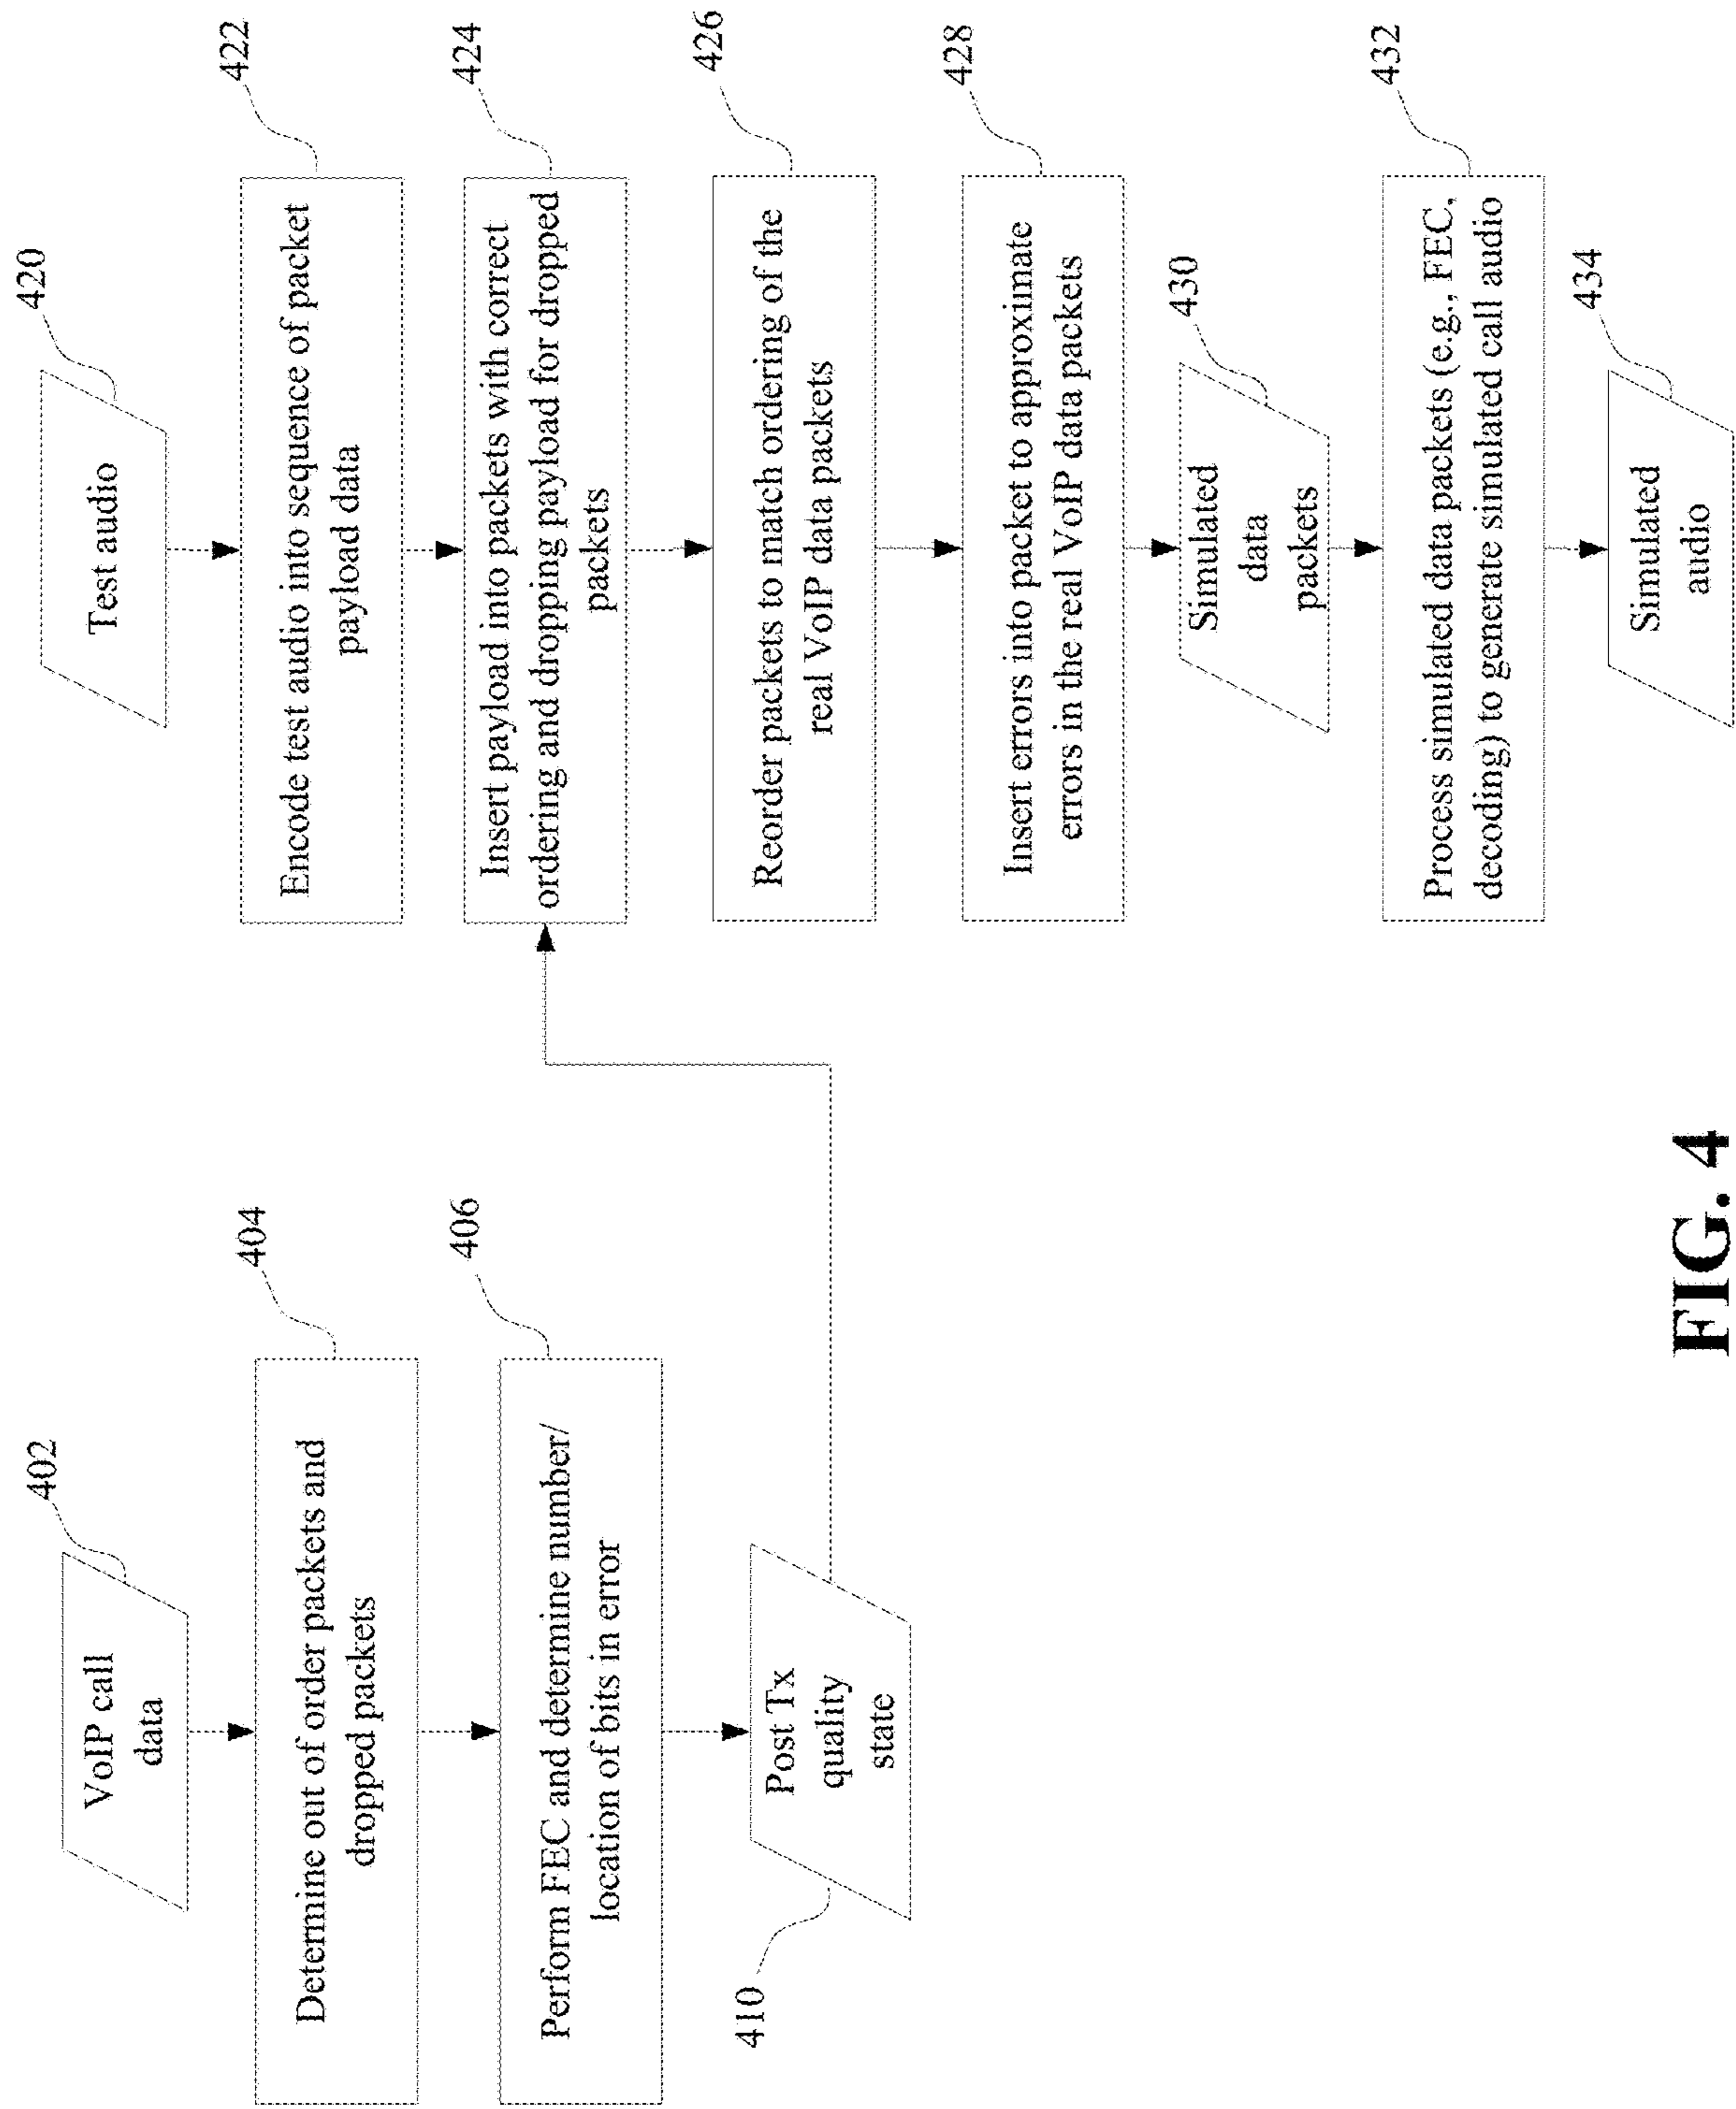 402
VoIP call
data
404
Determine out of order packets and
dropped packets
406
Perform FEC and determine number/
location of bits in error
410
Post Tx
quality
state
420
Test audio
422
Encode test audio into sequence of packet
payload data
424
Insert payload into packets with correct
ordering and dropping payload for dropped
packets
426
Reorder packets to match ordering of the
real VoIP data packets
428
Insert errors into packet to approximate
errors in the real VoIP data packets
430
Simulated
data
packets
432
Process simulated data packets (e.g., FEC,
decoding) to generate simulated call audio
434
Simulated
audio
FIG. 4